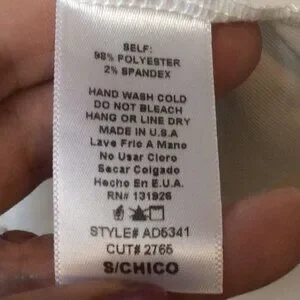 SELF:
98% POLYESTER
2% SPANDEX
HAND WASH COLD
DO NOT BLEACH
HANG OR LINE DRY
MADE IN U.S.A
Lave Frio A Mano
No Usar Cloro
Secar Colgado
Hecho En E.U.A.
RN# 131926
STYLE# AD5341
CUT# 2765
S/CHICO